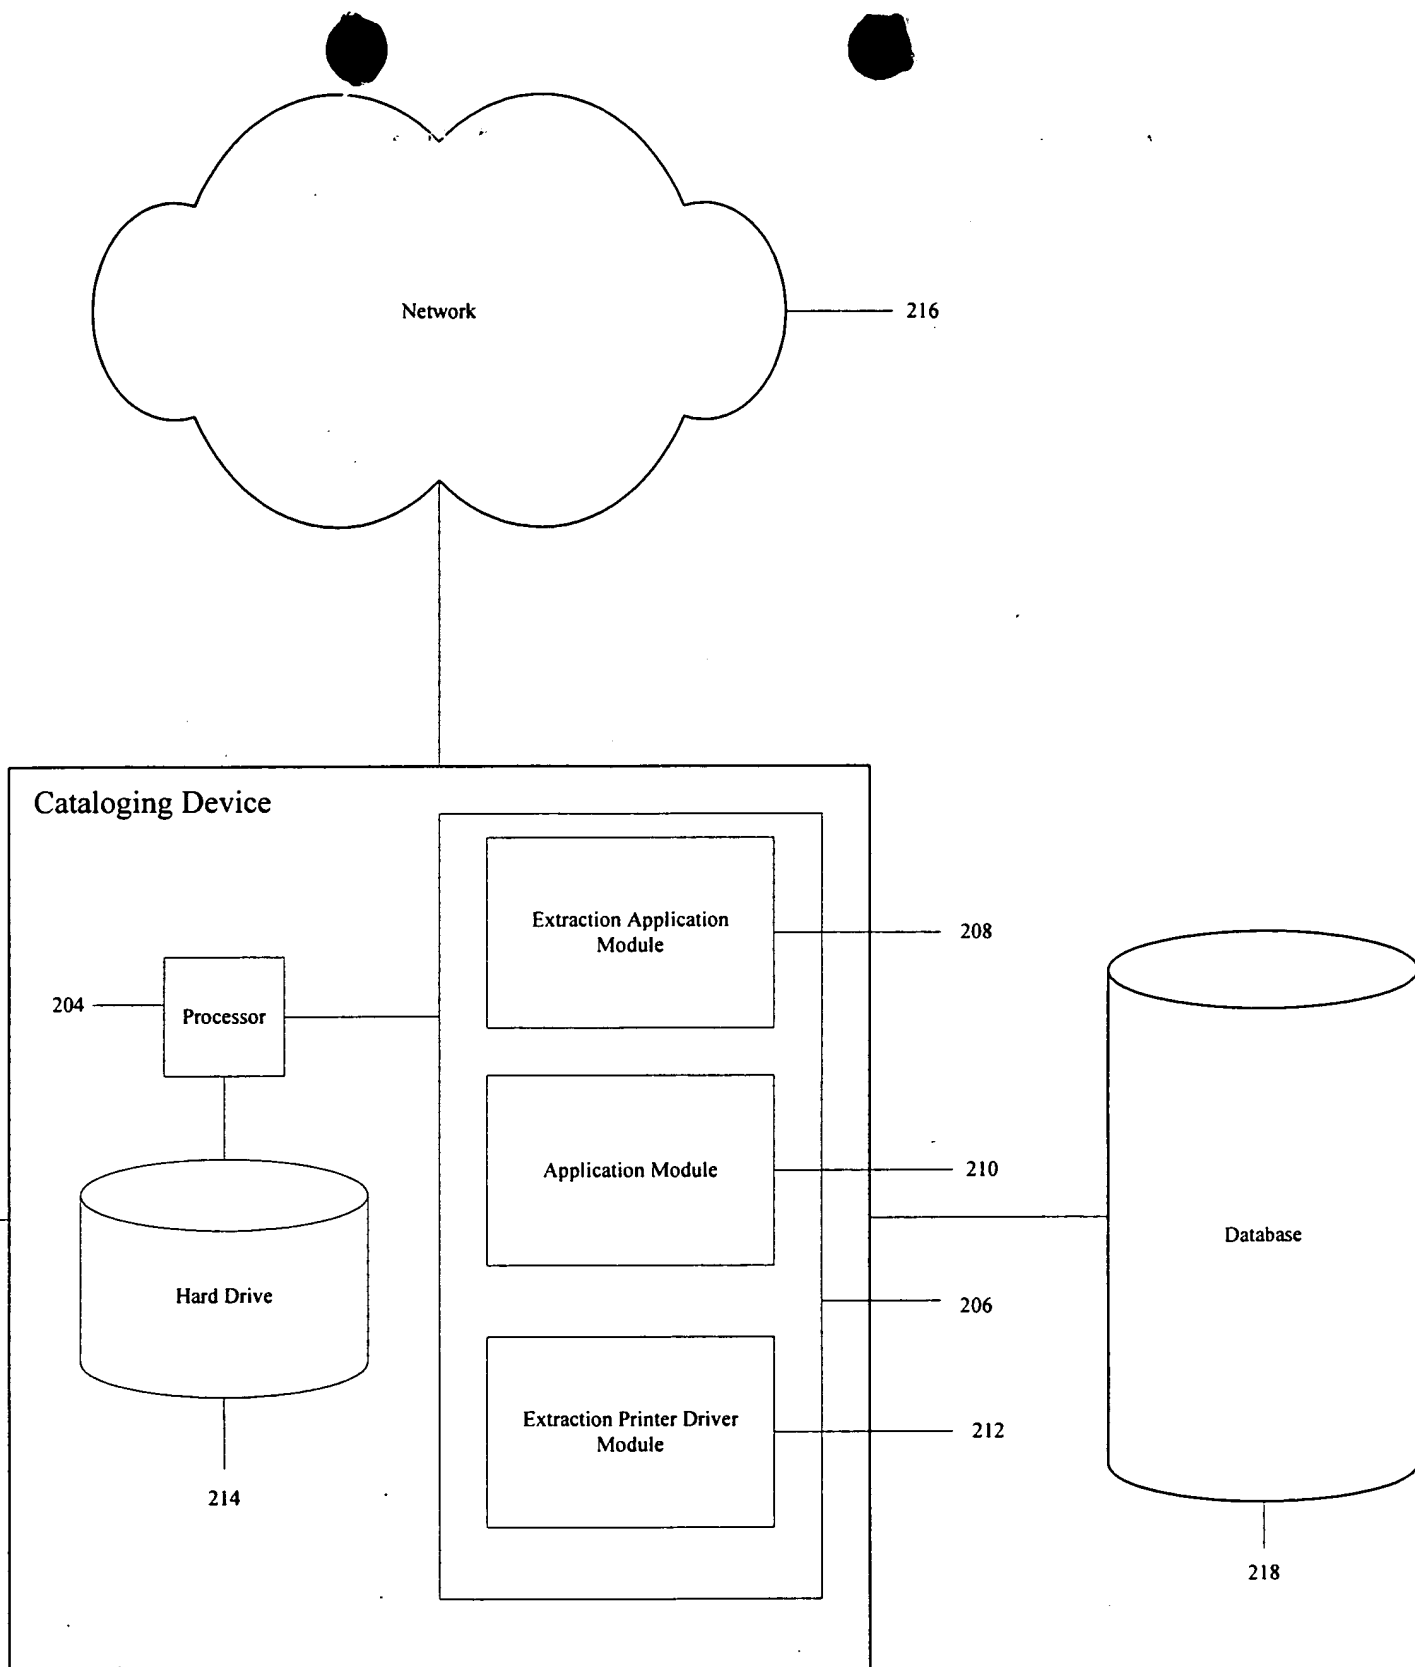 Network
216
Cataloging Device
Extraction Application
Module
208
204
Processor
Application Module
210
Database
Hard Drive
206
Extraction Printer Driver
Module
212
214
218